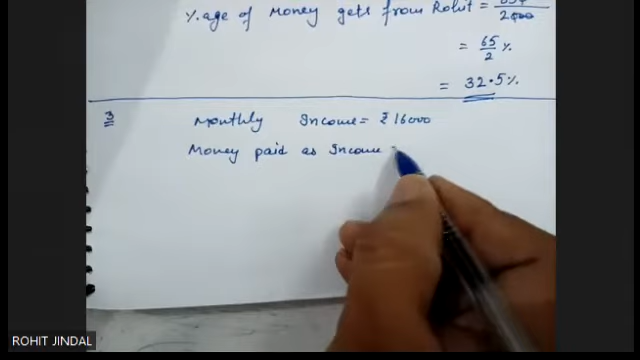 %.age of Money gets from Rohit =
= 65/2 %
= 32.5%
3 Monthly Income = ₹ 16000
Money paid as Income
ROHIT JINDAL